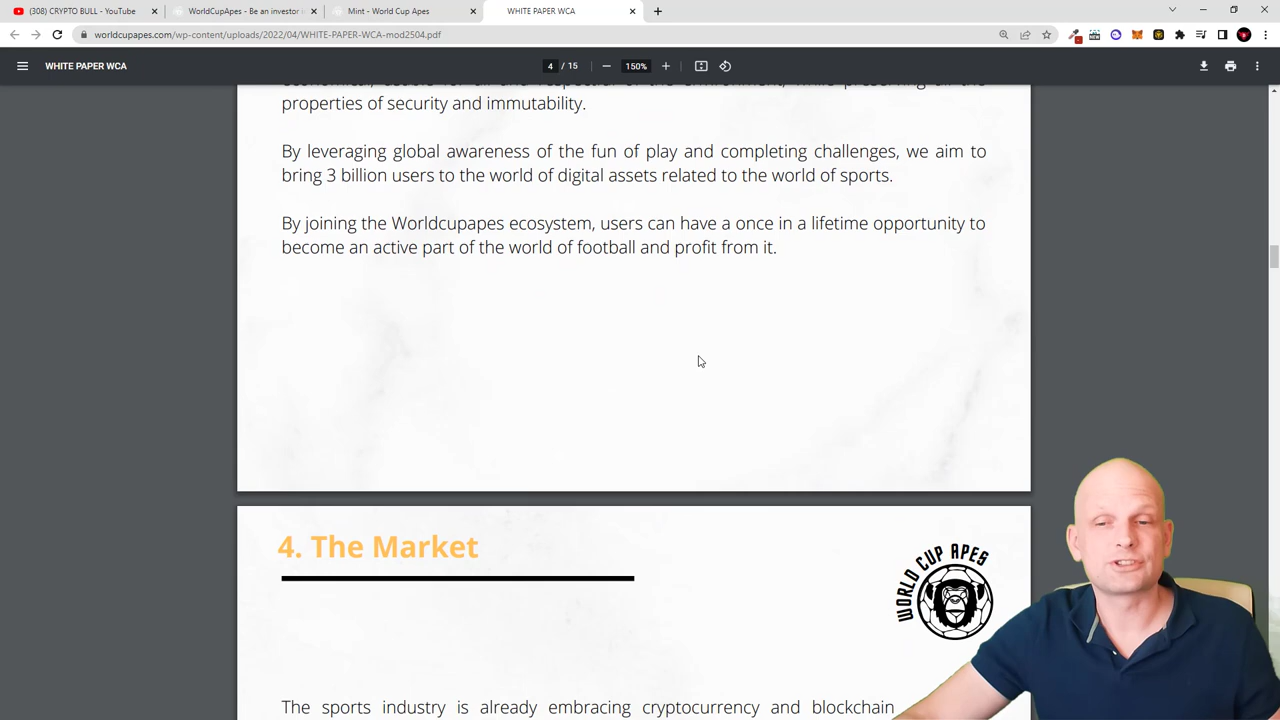 (308) CRYPTO BULL - YouTube
WorldCupApes - Be an investor i
Mint - World Cup Apes
WHITE PAPER WCA
worldcupapes.com/wp-content/uploads/2022/04/WHITE-PAPER-WCA-mod2504.pdf
WHITE PAPER WCA
4 / 15
150%
properties of security and immutability.
By leveraging global awareness of the fun of play and completing challenges, we aim to
bring 3 billion users to the world of digital assets related to the world of sports.
By joining the Worldcupapes ecosystem, users can have a once in a lifetime opportunity to
become an active part of the world of football and profit from it.
4. The Market
WORLD CUP APES
The sports industry is already embracing cryptocurrency and blockchain